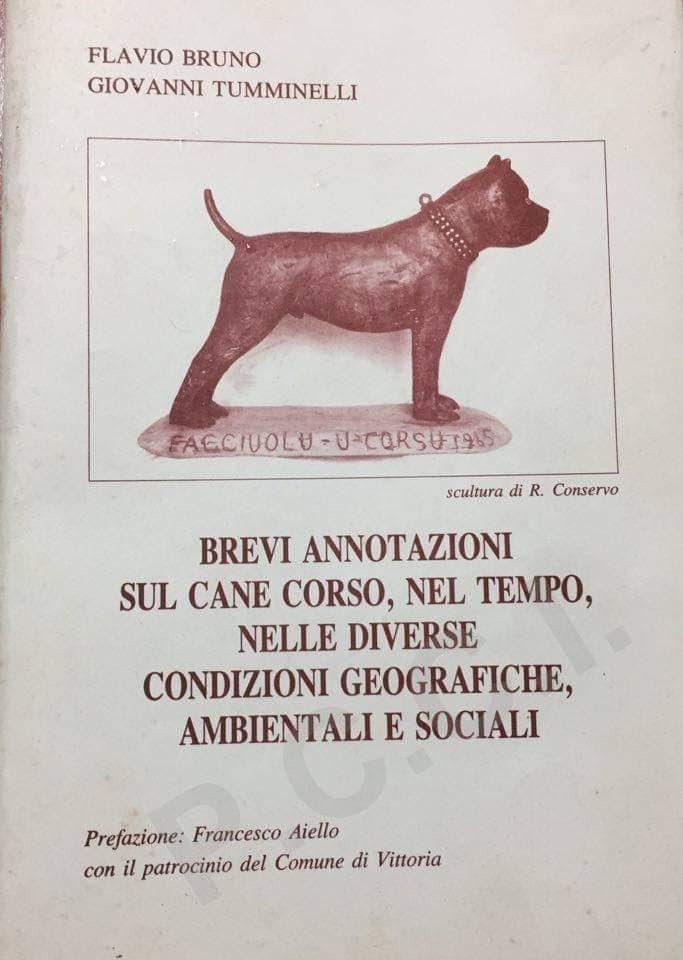 FLAVIO BRUNO
GIOVANNI TUMMINELLI
FACCIUOLU - U CORSU 1965
scultura di R. Conservo
BREVI ANNOTAZIONI
SUL CANE CORSO, NEL TEMPO,
NELLE DIVERSE
CONDIZIONI GEOGRAFICHE,
AMBIENTALI E SOCIALI
Prefazione: Francesco Aiello
con il patrocinio del Comune di Vittoria